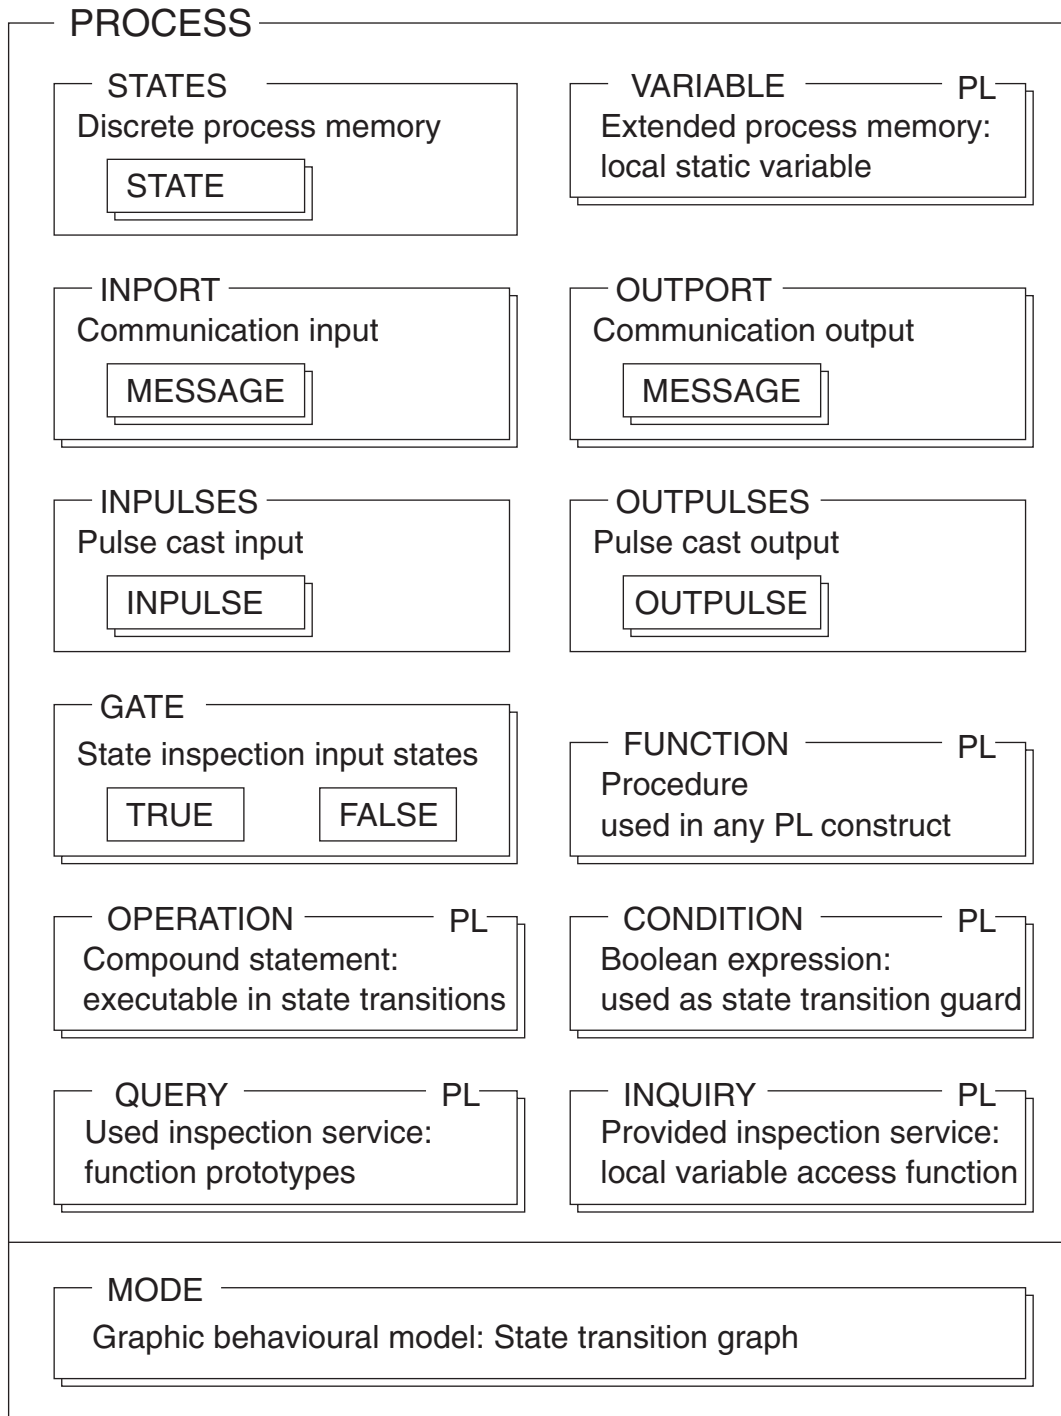 PROCESS
STATES
Discrete process memory
STATE
VARIABLE PL
Extended process memory:
local static variable
INPORT
Communication input
MESSAGE
OUTPORT
Communication output
MESSAGE
INPULSES
Pulse cast input
INPULSE
OUTPULSES
Pulse cast output
OUTPULSE
GATE
State inspection input states
TRUE FALSE
FUNCTION PL
Procedure
used in any PL construct
OPERATION PL
Compound statement:
executable in state transitions
CONDITION PL
Boolean expression:
used as state transition guard
QUERY PL
Used inspection service:
function prototypes
INQUIRY PL
Provided inspection service:
local variable access function
MODE
Graphic behavioural model: State transition graph